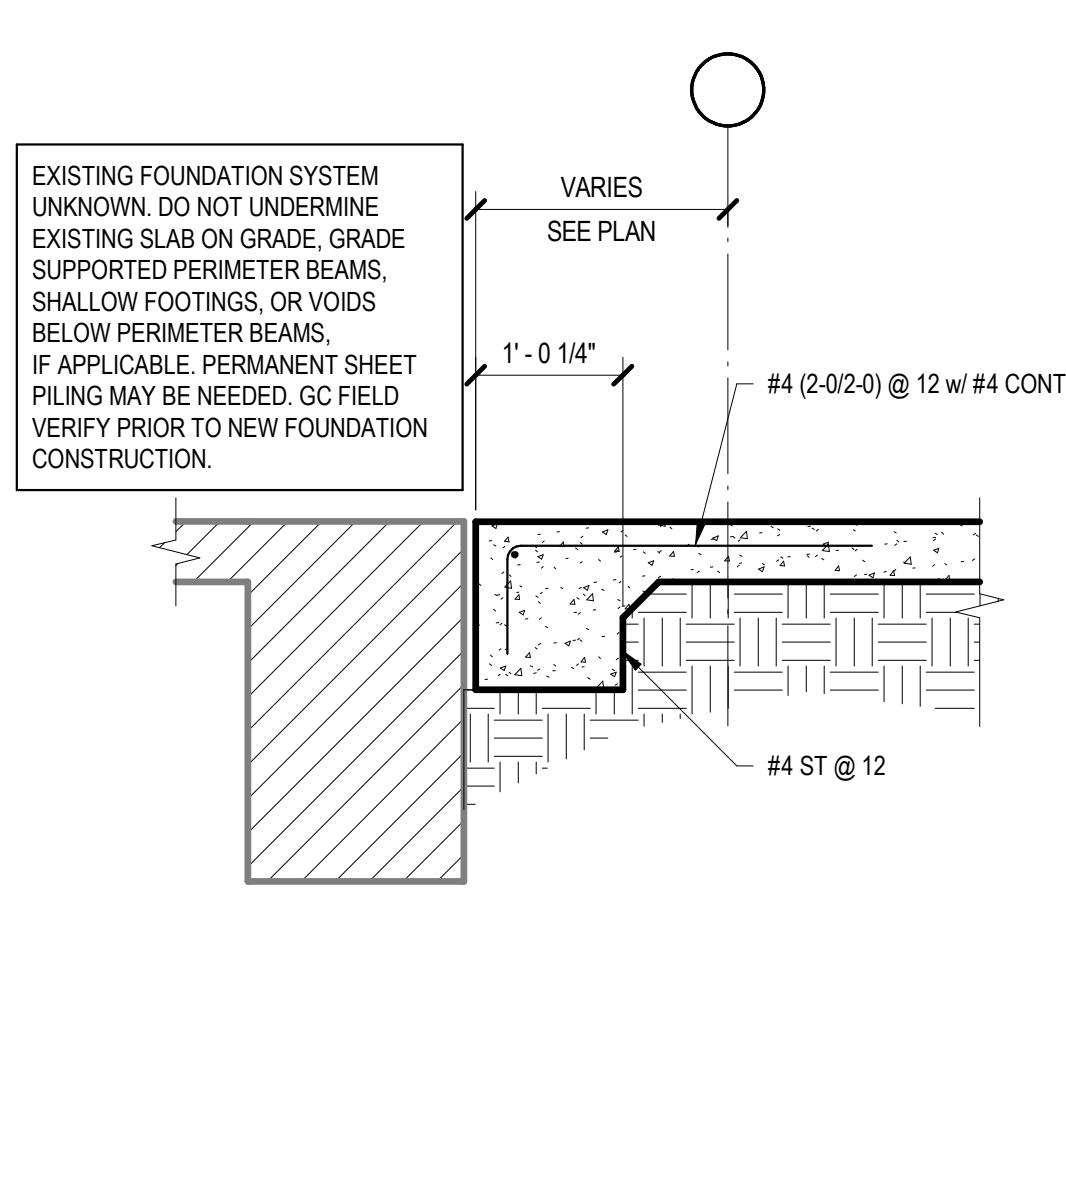 EXISTING FOUNDATION SYSTEM
UNKNOWN. DO NOT UNDERMINE
EXISTING SLAB ON GRADE, GRADE
SUPPORTED PERIMETER BEAMS,
SHALLOW FOOTINGS, OR VOIDS
BELOW PERIMETER BEAMS,
IF APPLICABLE. PERMANENT SHEET
PILING MAY BE NEEDED. GC FIELD
VERIFY PRIOR TO NEW FOUNDATION
CONSTRUCTION.
VARIES
SEE PLAN
1' - 0 1/4"
#4 (2-0/2-0) @ 12 w/ #4 CONT
#4 ST @ 12